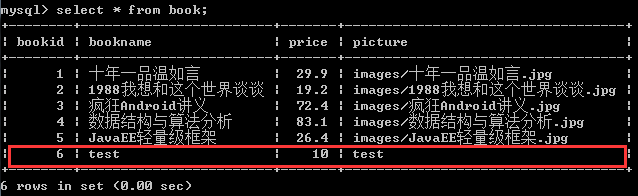 mysql> select * from book;
| bookid | bookname | price | picture |
| 1 | 十年一品温如言 | 29.9 | images/十年一品温如言.jpg
| 2 | 1988我想和这个世界谈谈 | 19.2 | images/1988我想和这个世界谈谈.jpg
| 3 | 疯狂Android讲义 | 72.4 | images/疯狂Android讲义.jpg
| 4 | 数据结构与算法分析 | 83.1 | images/数据结构与算法分析.jpg
| 5 | JavaEE轻量级框架 | 26.4 | images/JavaEE轻量级框架.jpg
| 6 | test | 10 | test
6 rows in set (0.00 sec)